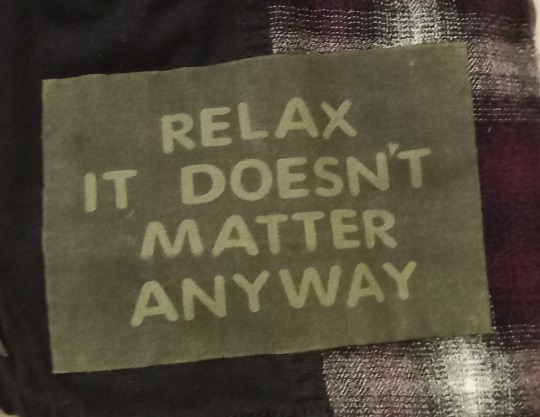 RELAX
IT DOESN'T
MATTER
ANYWAY